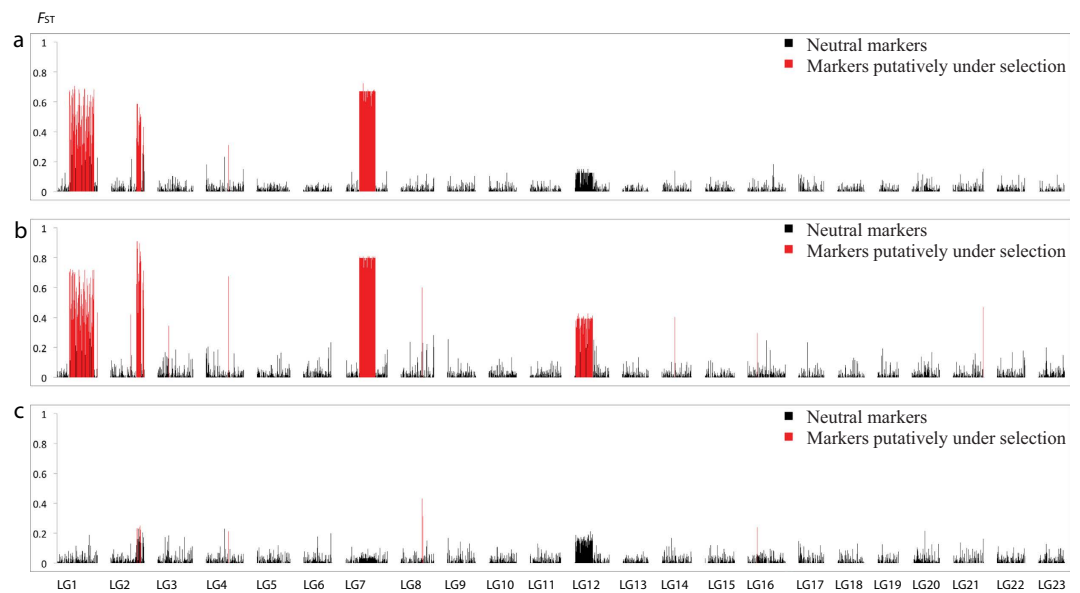 FST
a
1
0.8
0.6
0.4
0.2
0
Neutral markers
Markers putatively under selection
b
1
0.8
0.6
0.4
0.2
0
Neutral markers
Markers putatively under selection
c
1
0.8
0.6
0.4
0.2
0
Neutral markers
Markers putatively under selection
LG1 LG2 LG3 LG4 LG5 LG6 LG7 LG8 LG9 LG10 LG11 LG12 LG13 LG14 LG15 LG16 LG17 LG18 LG19 LG20 LG21 LG22 LG23